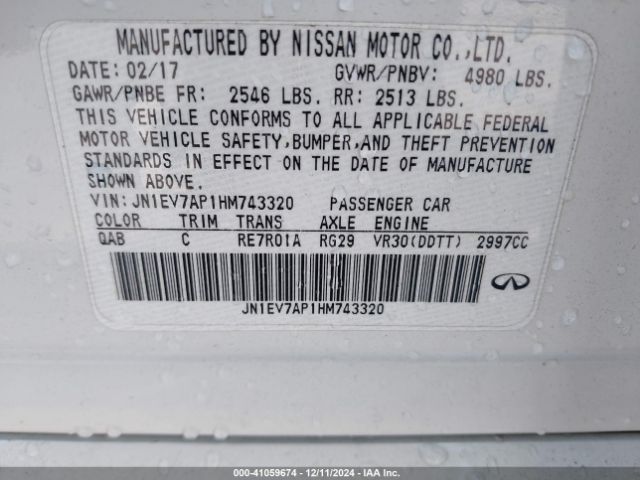 MANUFACTURED BY NISSAN MOTOR CO.,LTD.
DATE: 02/17 GVWR/PNBV: 4980 LBS.
GAWR/PNBE FR: 2546 LBS. RR: 2513 LBS.
THIS VEHICLE CONFORMS TO ALL APPLICABLE FEDERAL
MOTOR VEHICLE SAFETY,BUMPER,AND THEFT PREVENTION
STANDARDS IN EFFECT ON THE DATE OF MANUFACTURE
SHOWN ABOVE.
VIN: JN1EV7AP1HM743320 PASSENGER CAR
COLOR TRIM TRANS AXLE ENGINE
QAB C RE7R01A RG29 VR30(DDTT) 2997CC
JN1EV7AP1HM743320
INFINITI
000-41059674 - 12/11/2024 - IAA